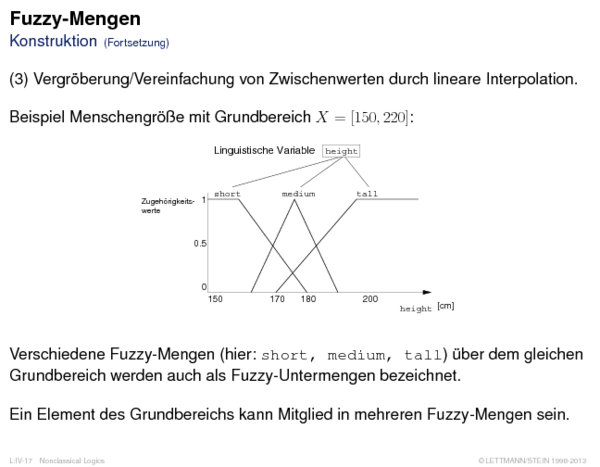 Fuzzy-Mengen
Konstruktion (Fortsetzung)
(3) Vergröberung/Vereinfachung von Zwischenwerten durch lineare Interpolation.
Beispiel Menschengröße mit Grundbereich X = [150, 220]:
Linguistische Variable height
short medium tall
Zugehörigkeits-
werte
1
0.5
0
150 170 180 200
height [cm]
Verschiedene Fuzzy-Mengen (hier: short, medium, tall) über dem gleichen
Grundbereich werden auch als Fuzzy-Untermengen bezeichnet.
Ein Element des Grundbereichs kann Mitglied in mehreren Fuzzy-Mengen sein.
L:IV-17 Nonclassical Logics © LETTMANN/STEIN 1998-2013